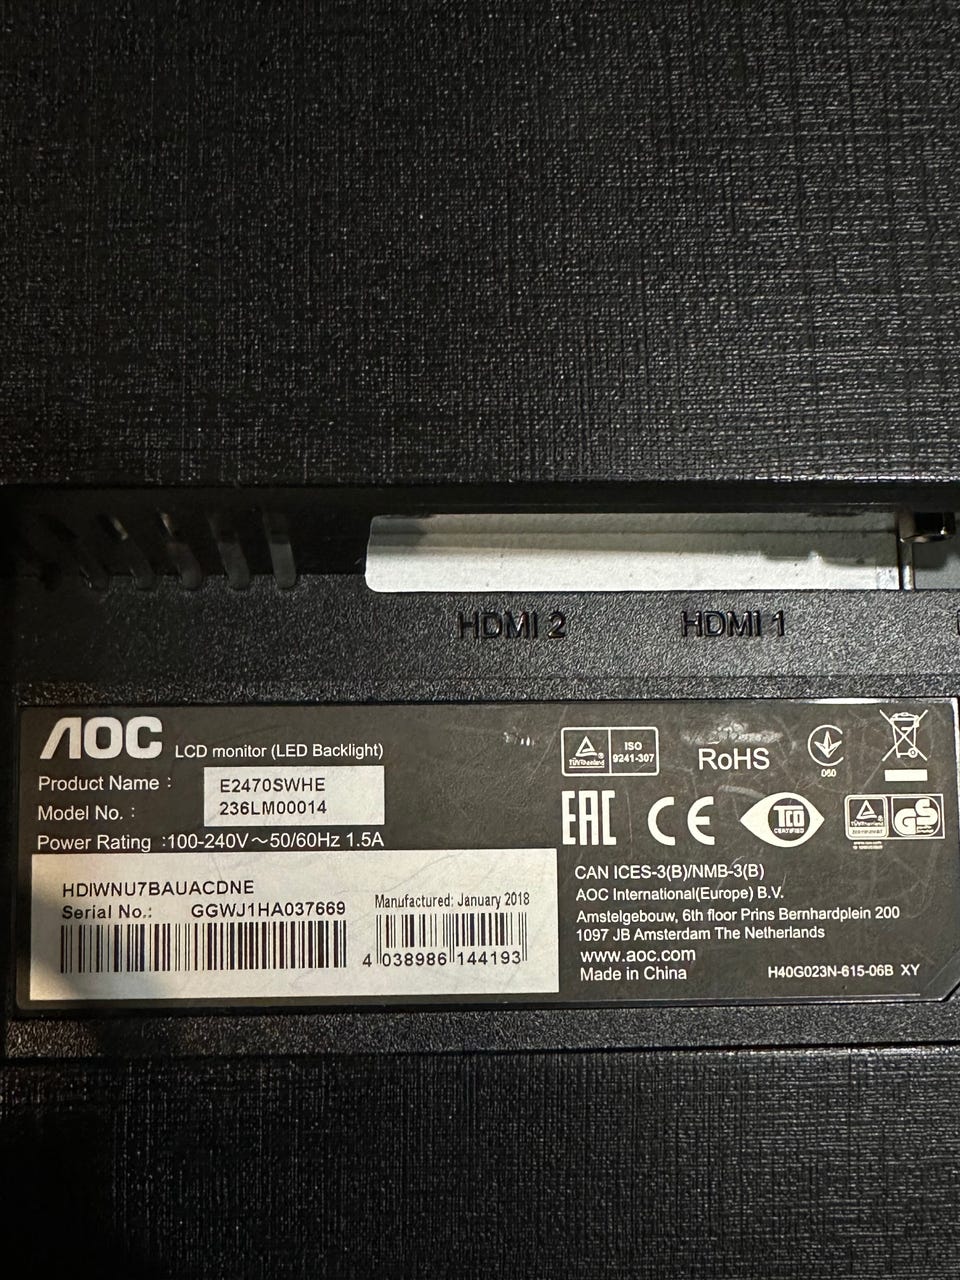 HDMI 2
HDMI 1
AOC LCD monitor (LED Backlight)
Product Name : E2470SWHE
Model No. : 236LM00014
Power Rating :100-240V～50/60Hz 1.5A
HDIWNU7BAUACDNE
Serial No.: GGWJ1HA037669
Manufactured: January 2018
4 038986 144193
TÜVRheinland
ISO
9241-307
RoHS
EAC
CE
TCO
CERTIFIED
GS
CAN ICES-3(B)/NMB-3(B)
AOC International(Europe) B.V.
Amstelgebouw, 6th floor Prins Bernhardplein 200
1097 JB Amsterdam The Netherlands
www.aoc.com
Made in China
H40G023N-615-06B XY